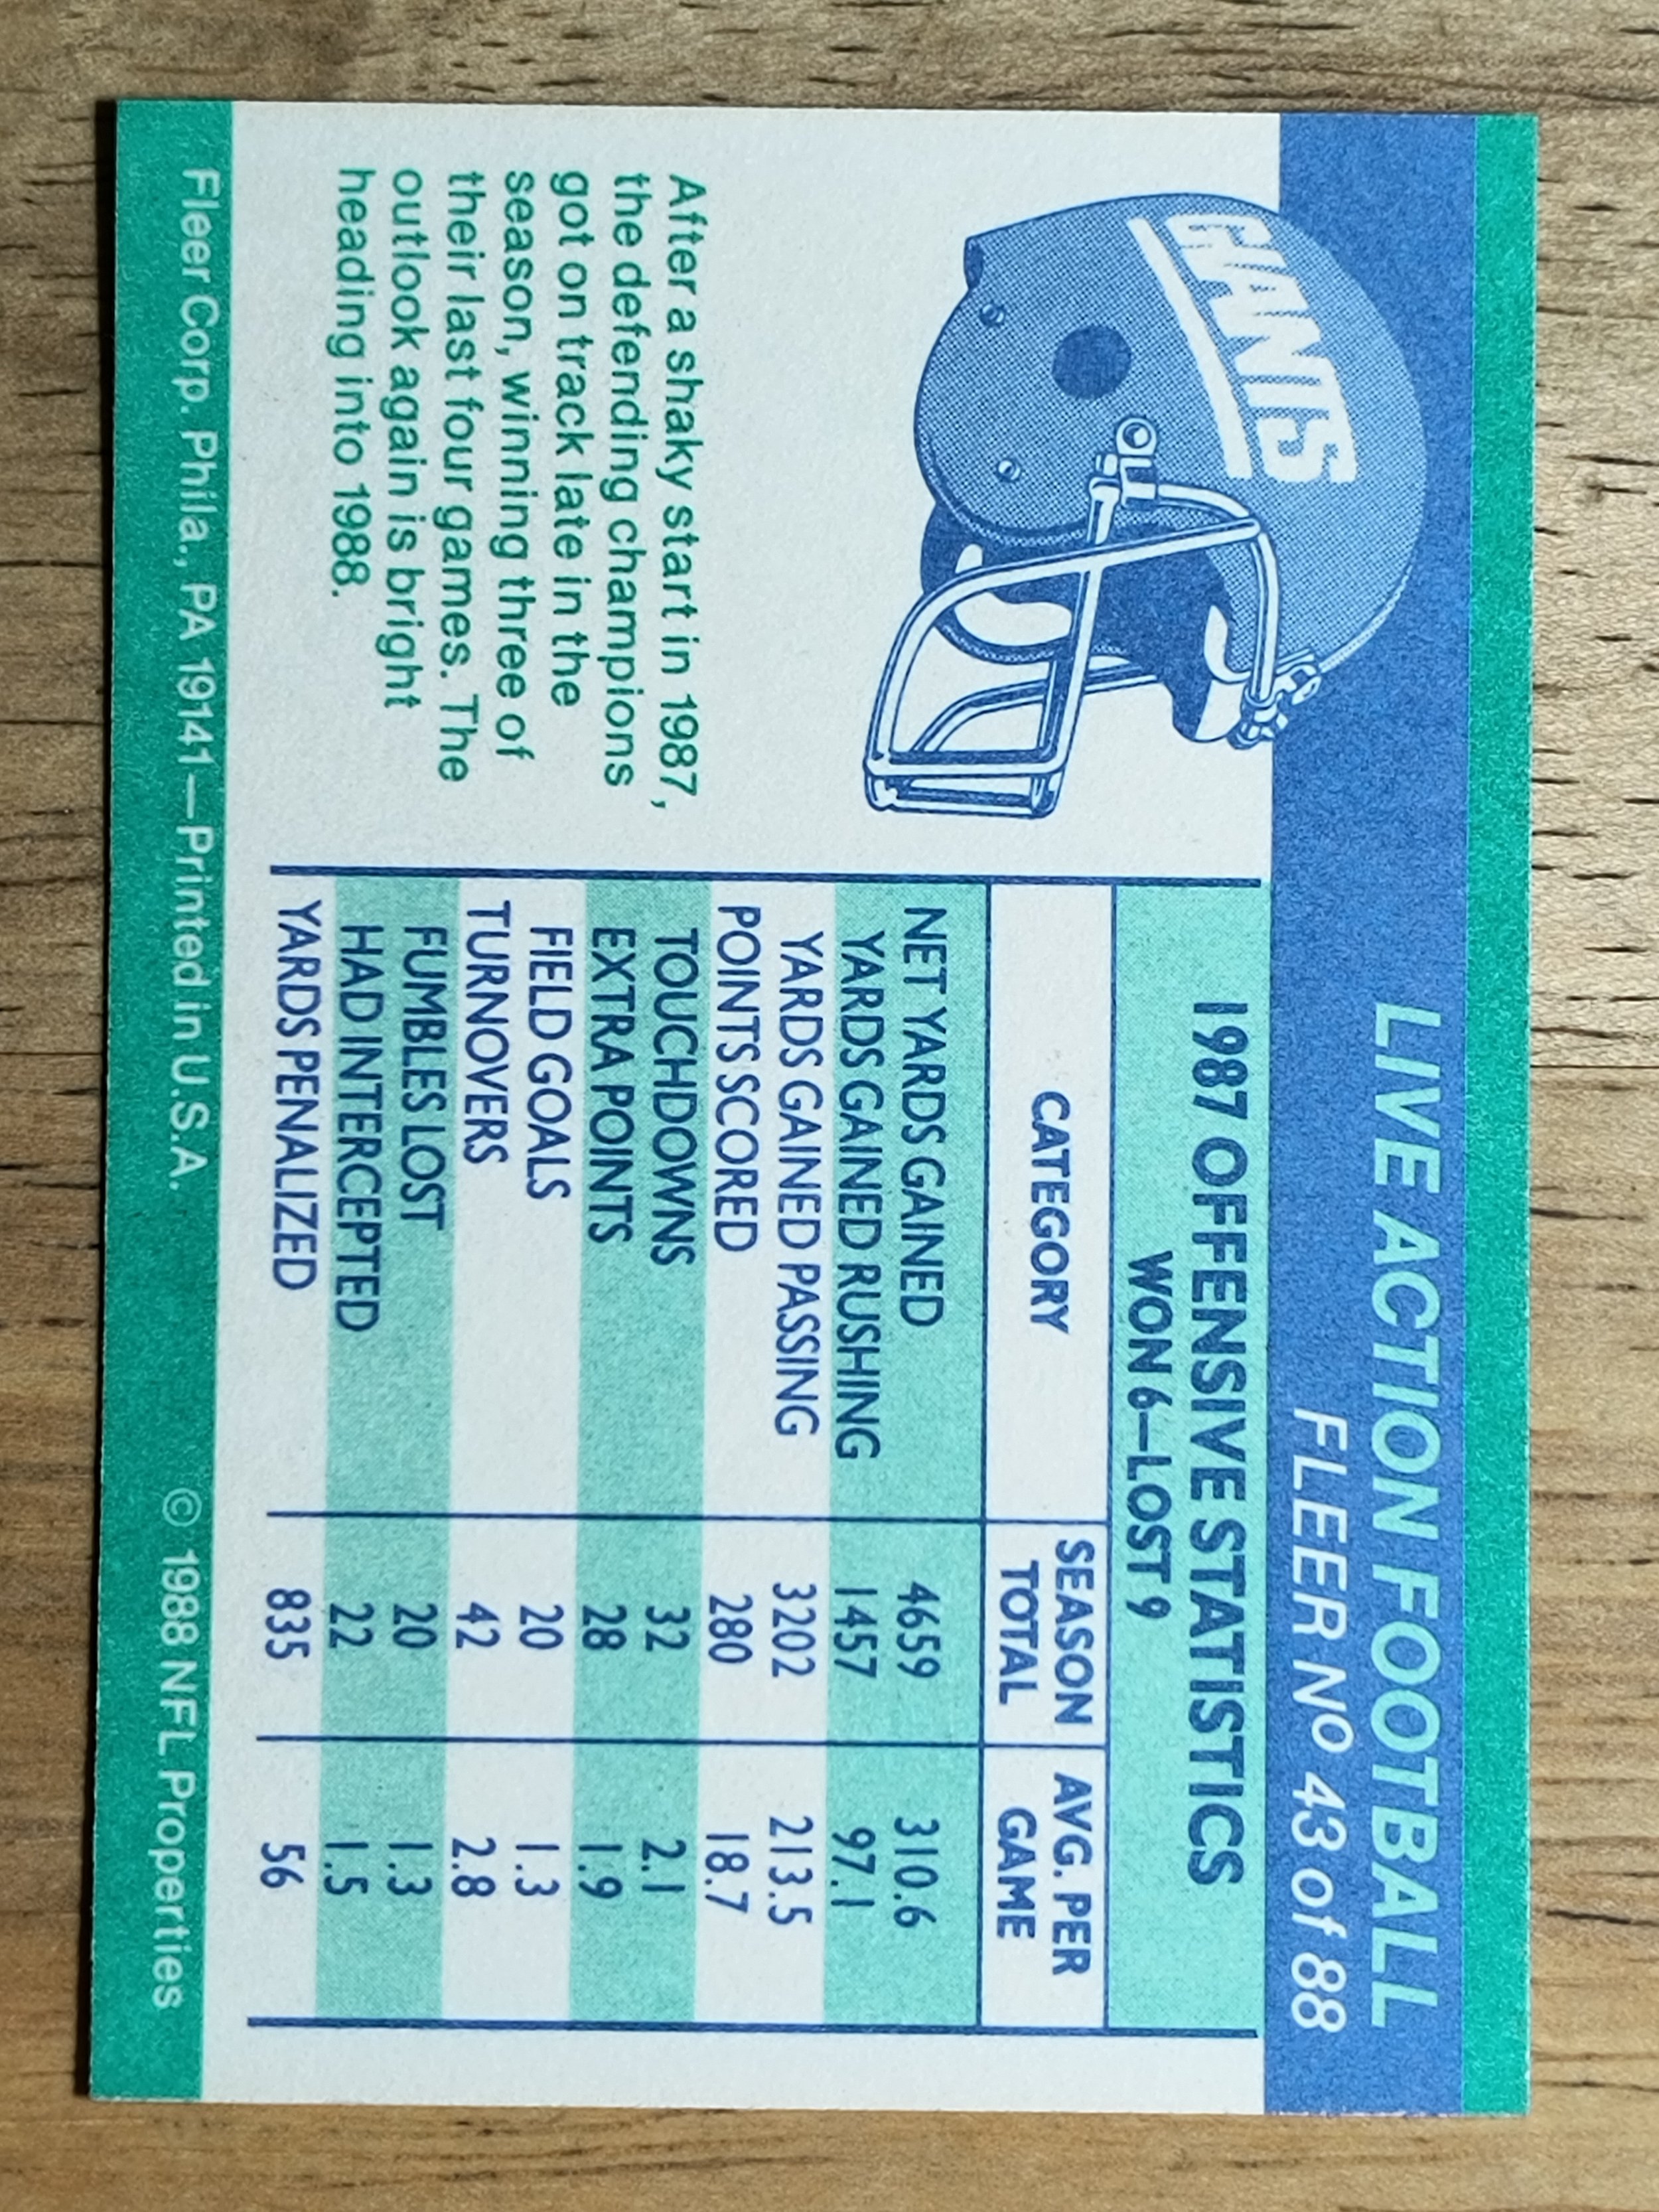 LIVE ACTION FOOTBALL
FLEER Nº 43 of 88
GIANTS
After a shaky start in 1987,
the defending champions
got on track late in the
season, winning three of
their last four games. The
outlook again is bright
heading into 1988.
1987 OFFENSIVE STATISTICS
WON 6—LOST 9
CATEGORY SEASON TOTAL AVG. PER GAME
NET YARDS GAINED 4659 310.6
YARDS GAINED RUSHING 1457 97.1
YARDS GAINED PASSING 3202 213.5
POINTS SCORED 280 18.7
TOUCHDOWNS 32 2.1
EXTRA POINTS 28 1.9
FIELD GOALS 20 1.3
TURNOVERS 42 2.8
FUMBLES LOST 20 1.3
HAD INTERCEPTED 22 1.5
YARDS PENALIZED 835 56
Fleer Corp. Phila., PA 19141—Printed in U.S.A. © 1988 NFL Properties